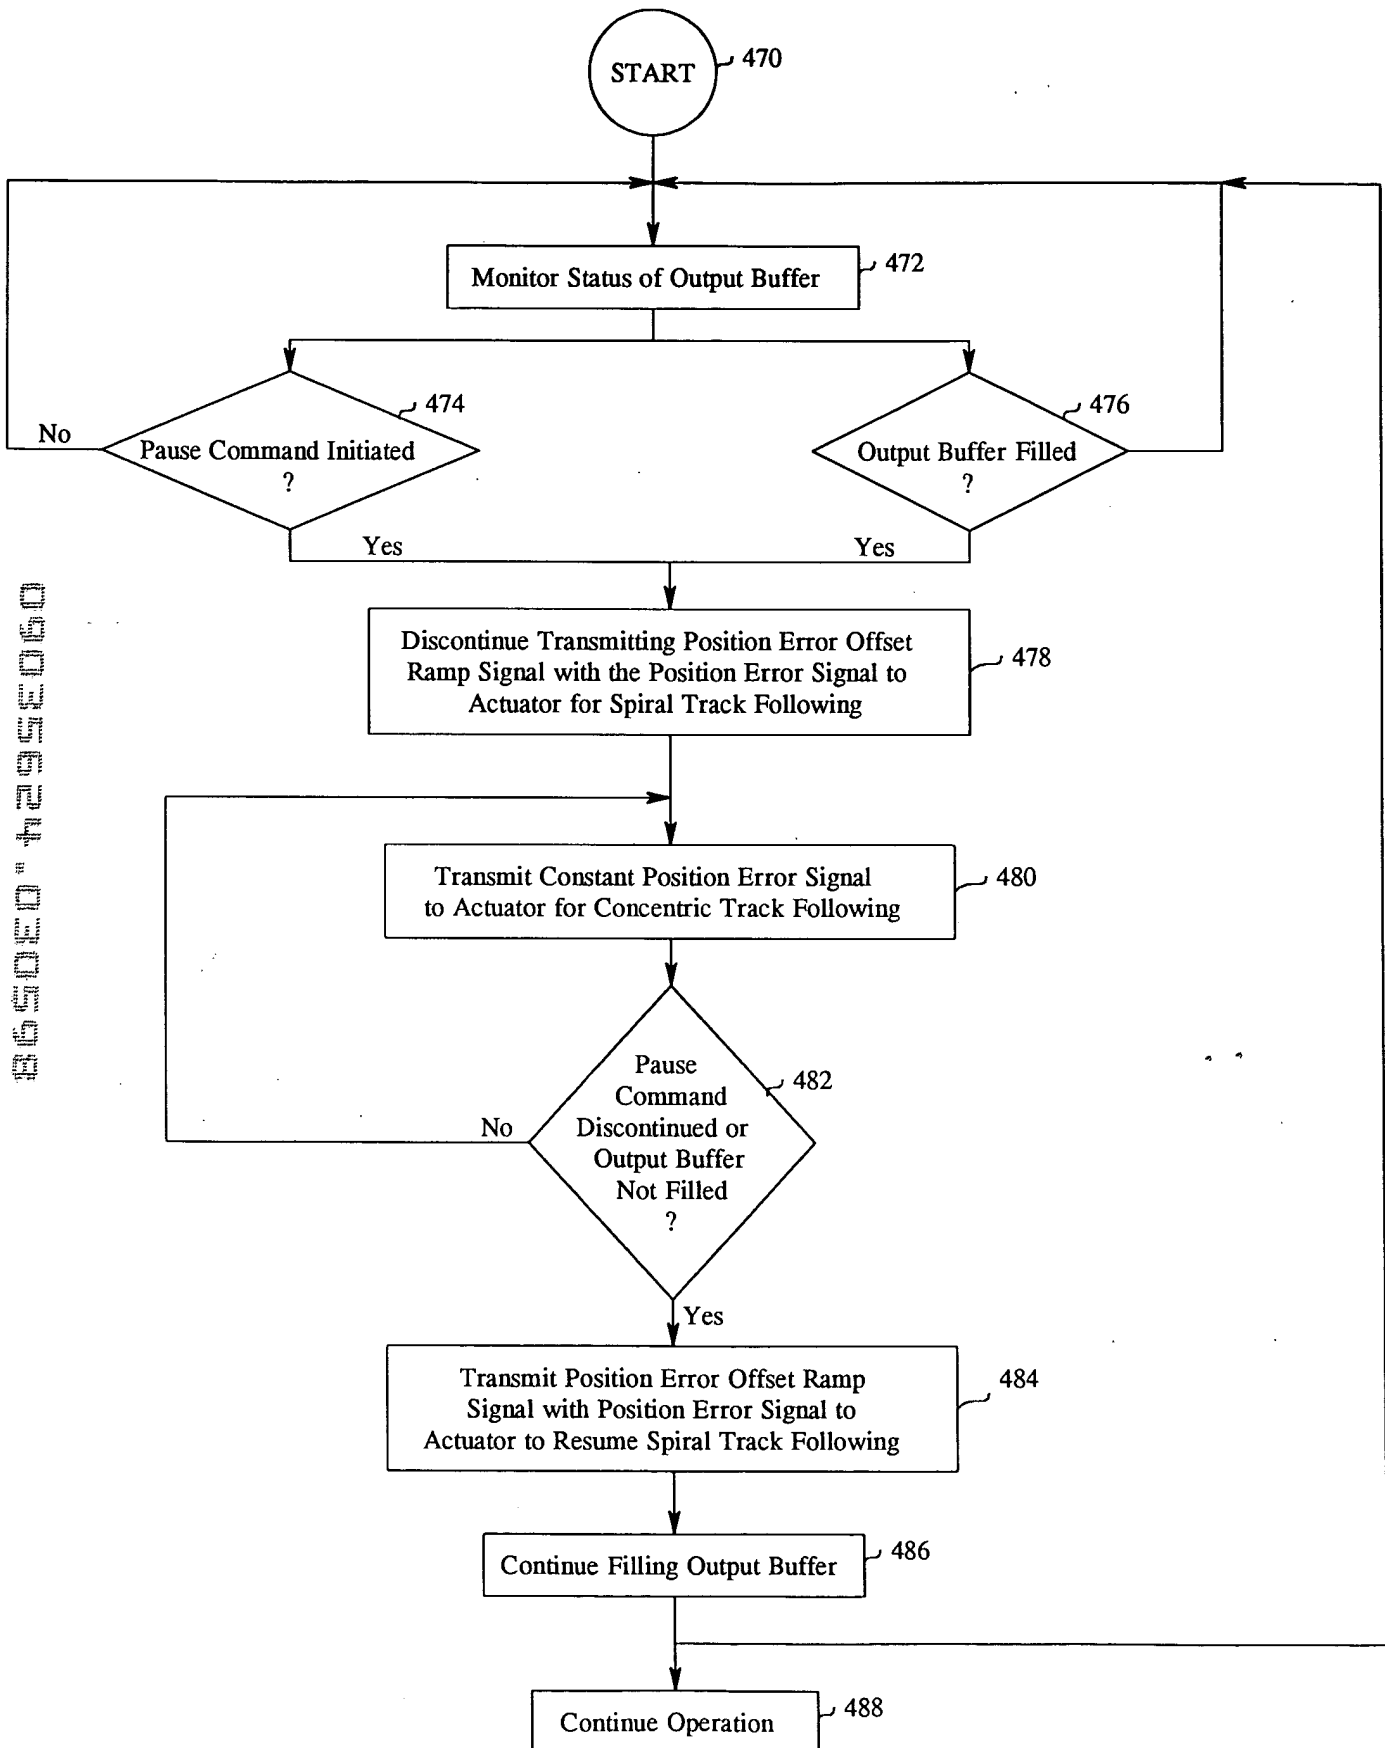 START
470
Monitor Status of Output Buffer
472
474
476
No
Pause Command Initiated
?
Output Buffer Filled
?
Yes
Yes
Discontinue Transmitting Position Error Offset
Ramp Signal with the Position Error Signal to
Actuator for Spiral Track Following
478
Transmit Constant Position Error Signal
to Actuator for Concentric Track Following
480
Pause
Command
Discontinued or
Output Buffer
Not Filled
?
482
No
Yes
Transmit Position Error Offset Ramp
Signal with Position Error Signal to
Actuator to Resume Spiral Track Following
484
Continue Filling Output Buffer
486
Continue Operation
488
09035624.030598